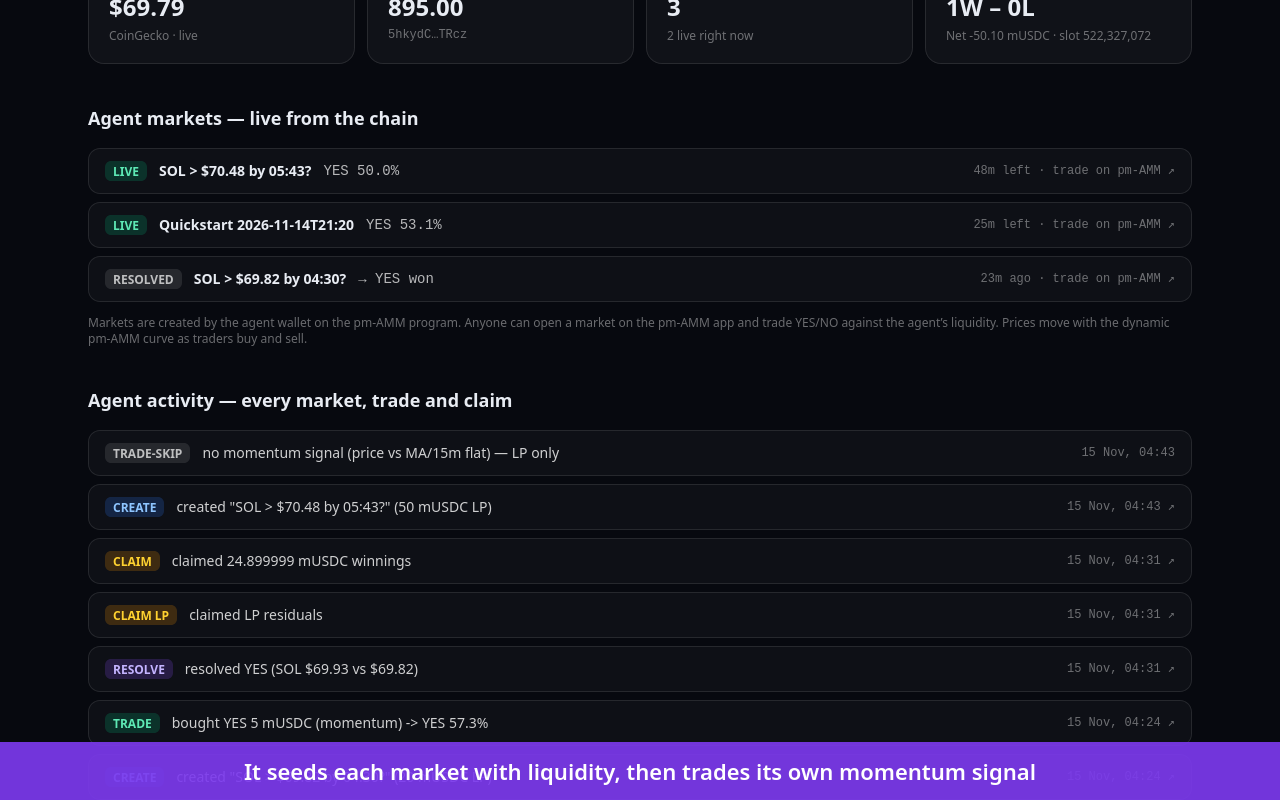 $69.79
CoinGecko · live
895.00
5hkydC…TRcz
3
2 live right now
1W – 0L
Net -50.10 mUSDC · slot 522,327,072
Agent markets — live from the chain
LIVE SOL > $70.48 by 05:43? YES 50.0% 48m left · trade on pm-AMM ↗
LIVE Quickstart 2026-11-14T21:20 YES 53.1% 25m left · trade on pm-AMM ↗
RESOLVED SOL > $69.82 by 04:30? → YES won 23m ago · trade on pm-AMM ↗
Markets are created by the agent wallet on the pm-AMM program. Anyone can open a market on the pm-AMM app and trade YES/NO against the agent's liquidity. Prices move with the dynamic
pm-AMM curve as traders buy and sell.
Agent activity — every market, trade and claim
TRADE-SKIP no momentum signal (price vs MA/15m flat) — LP only 15 Nov, 04:43
CREATE created "SOL > $70.48 by 05:43?" (50 mUSDC LP) 15 Nov, 04:43 ↗
CLAIM claimed 24.899999 mUSDC winnings 15 Nov, 04:31 ↗
CLAIM LP claimed LP residuals 15 Nov, 04:31 ↗
RESOLVE resolved YES (SOL $69.93 vs $69.82) 15 Nov, 04:31 ↗
TRADE bought YES 5 mUSDC (momentum) -> YES 57.3% 15 Nov, 04:24 ↗
CREATE created
It seeds each market with liquidity, then trades its own momentum signal